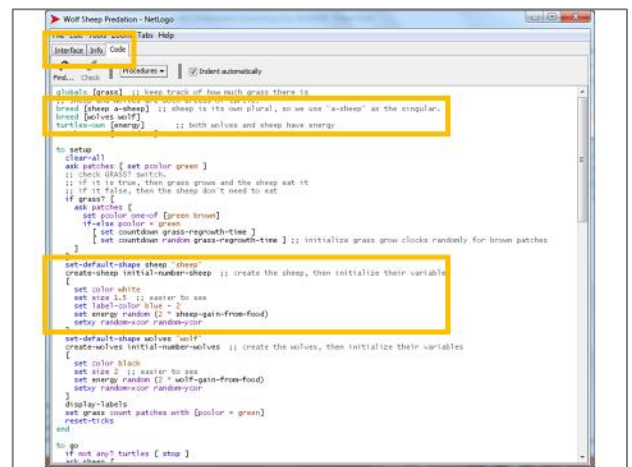 Wolf Sheep Predation - NetLogo
Tabs Help
Interface Info Code
Find... Check Procedures Indent automatically
globals [grass] ;; keep track of how much grass there is
;; sheep and wolves are both breeds of turtle.
breed [sheep a-sheep] ;; sheep is its own plural, so we use "a-sheep" as the singular.
breed [wolves wolf]
turtles-own [energy] ;; both wolves and sheep have energy
to setup
clear-all
ask patches [ set pcolor green ]
;; check GRASS? switch.
;; if it is true, then grass grows and the sheep eat it
;; if it false, then the sheep don't need to eat
if grass? [
ask patches [
set pcolor one-of [green brown]
if-else pcolor = green
[ set countdown grass-regrowth-time ]
[ set countdown random grass-regrowth-time ] ;; initialize grass grow clocks randomly for brown patches
]
set-default-shape sheep "sheep"
create-sheep initial-number-sheep ;; create the sheep, then initialize their variable
[
set color white
set size 1.5 ;; easier to see
set label-color blue - 2
set energy random (2 * sheep-gain-from-food)
setxy random-xcor random-ycor
set-default-shape wolves "wolf"
create-wolves initial-number-wolves ;; create the wolves, then initialize their variables
[
set color black
set size 2 ;; easier to see
set energy random (2 * wolf-gain-from-food)
setxy random-xcor random-ycor
]
display-labels
set grass count patches with [pcolor = green]
reset-ticks
end
to go
if not any? turtles [ stop ]
ask sheep [